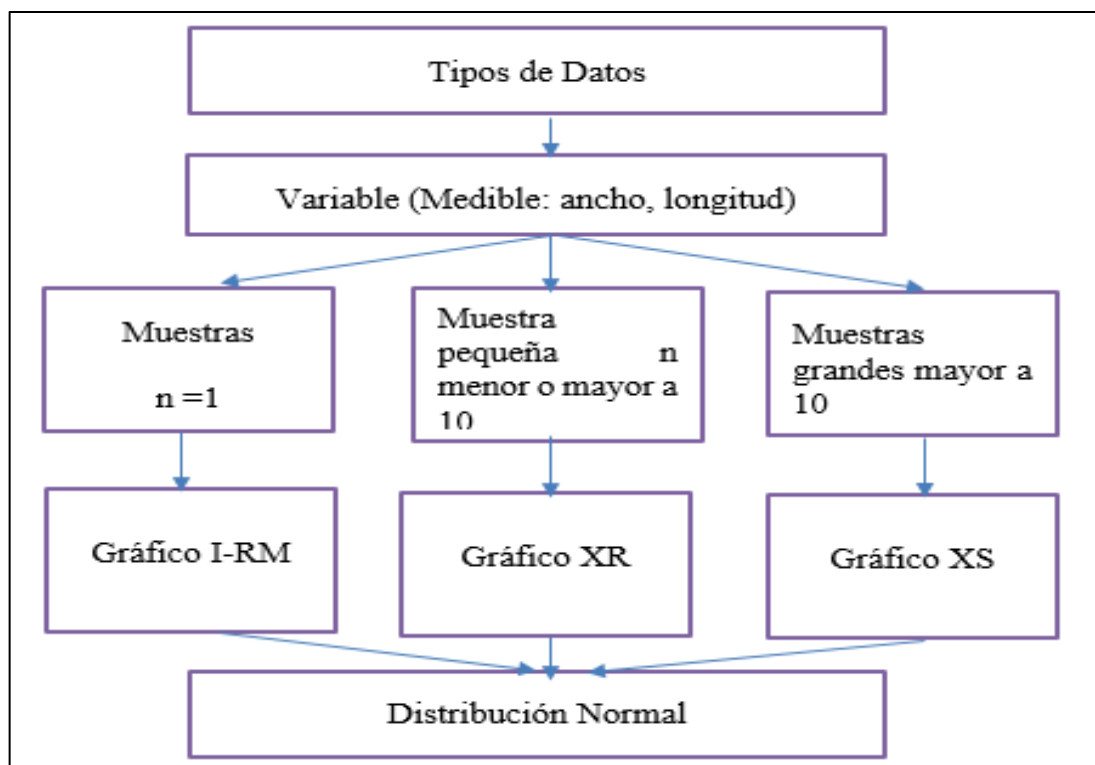 Tipos de Datos
Variable (Medible: ancho, longitud)
Muestras
n =1
Muestra
pequeña n
menor o mayor a
10
Muestras
grandes mayor a
10
Gráfico I-RM
Gráfico XR
Gráfico XS
Distribución Normal